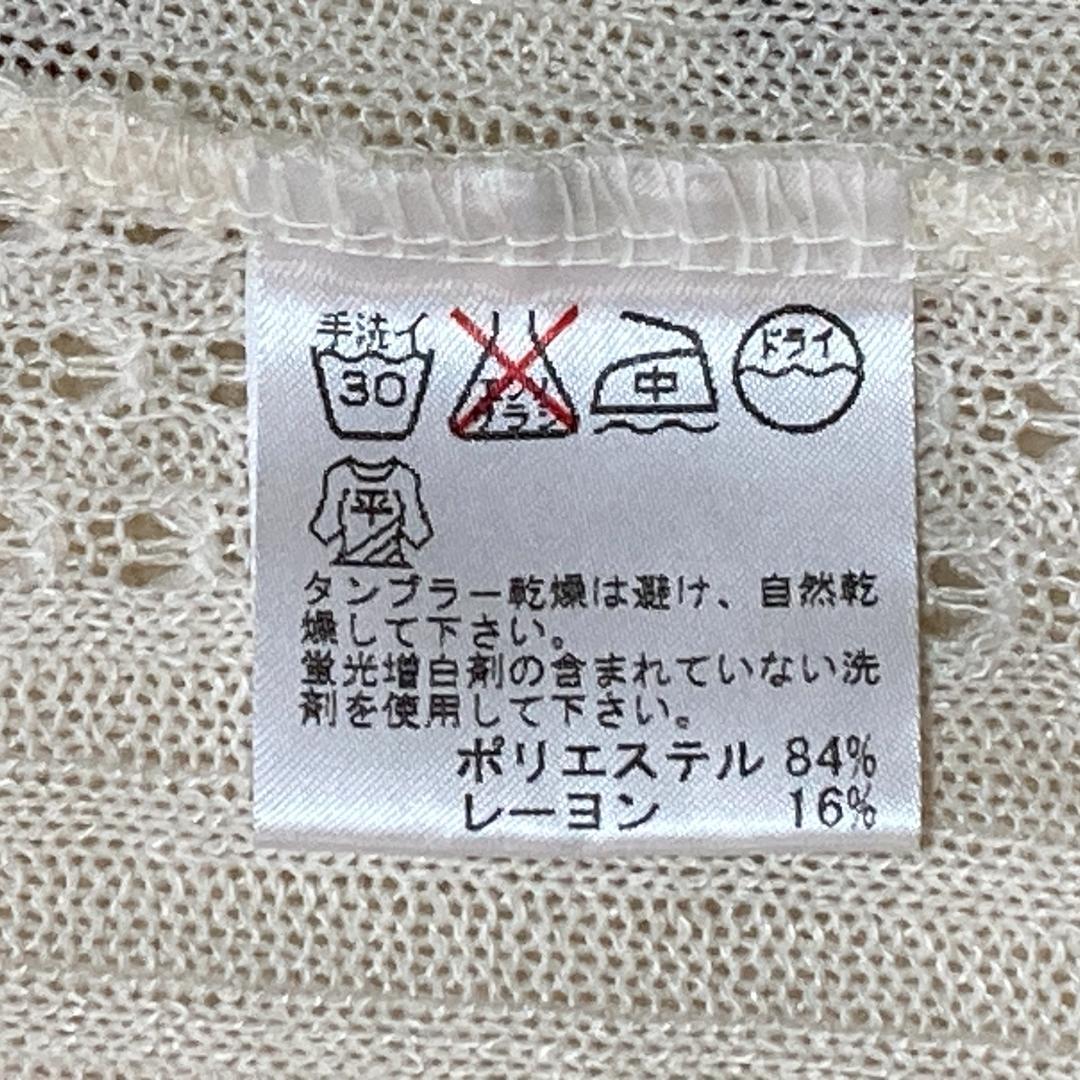 手洗イ
30
エンソ
サラシ
中
ドライ
平
タンブラー乾燥は避け、自然乾
燥して下さい。
蛍光増白剤の含まれていない洗
剤を使用して下さい。
ポリエステル 84%
レーヨン 16%